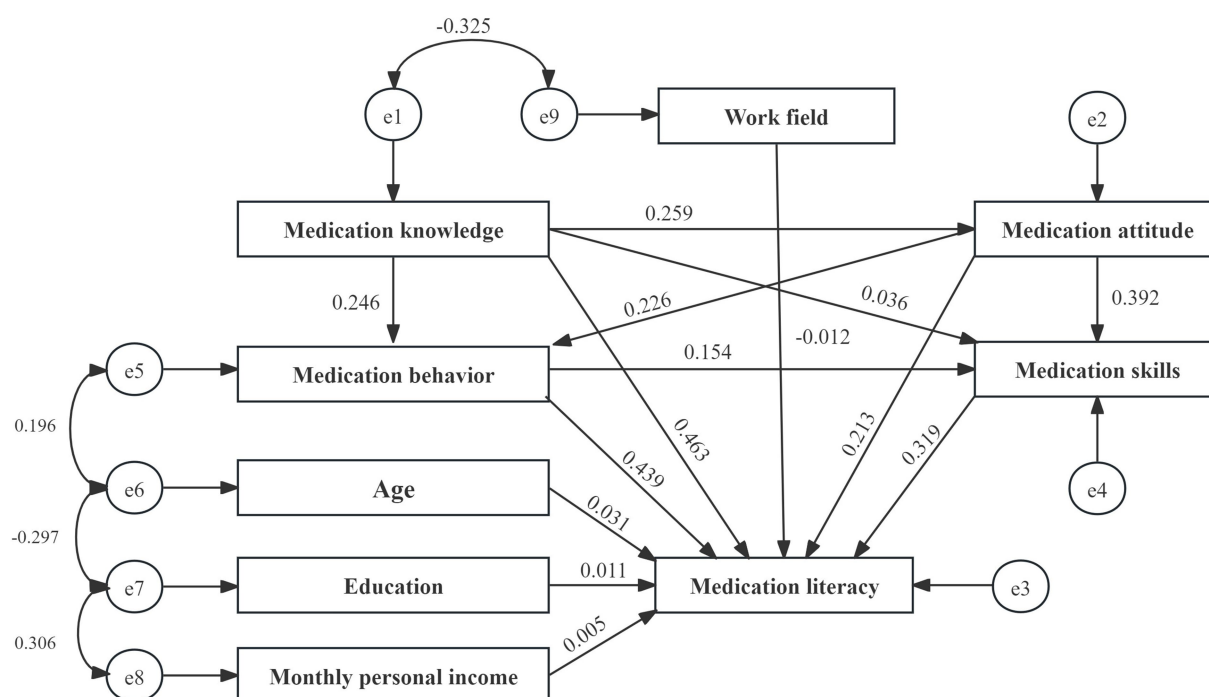 -0.325
e1
e9
Work field
e2
Medication knowledge
0.259
Medication attitude
0.246
0.226
0.036
0.392
-0.012
e5
Medication behavior
0.154
Medication skills
0.196
0.463
0.213
0.319
0.439
e6
Age
e4
0.031
-0.297
e7
Education
0.011
Medication literacy
e3
0.306
0.005
e8
Monthly personal income